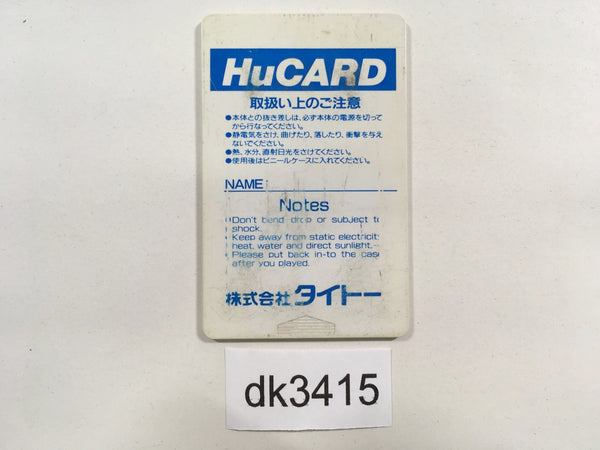 HuCARD
取扱い上のご注意
●本体との抜き差しは、必ず本体の電源を切って
から行なってください。
●静電気をさけ、曲げたり、落したり、衝撃を与え
ないでください。
●熱、水分、直射日光をさけてください。
●使用後はビニールケースに入れてください。
NAME:
Notes
●Don't bend drop or subject to
shock.
●Keep away from static electricity
heat, water and direct sunlight.
●Please put back in-to the case
after you played.
株式会社 タイトー
dk3415